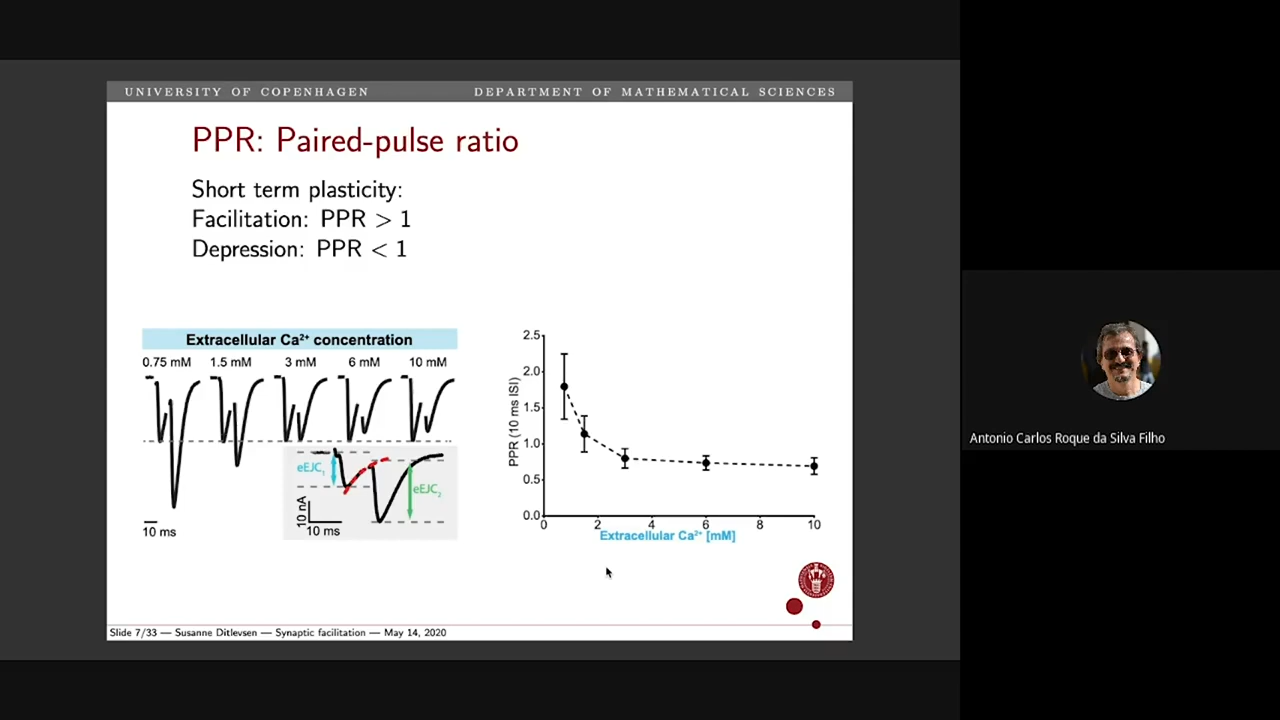 UNIVERSITY OF COPENHAGEN
DEPARTMENT OF MATHEMATICAL SCIENCES
PPR: Paired-pulse ratio
Short term plasticity:
Facilitation: PPR > 1
Depression: PPR < 1
Extracellular Ca²⁺ concentration
0.75 mM 1.5 mM 3 mM 6 mM 10 mM
10 ms
eEJC₁
eEJC₂
10 nA
10 ms
PPR (10 ms ISI)
2.5
2.0
1.5
1.0
0.5
0.0
0 2 4 6 8 10
Extracellular Ca²⁺ [mM]
Slide 7/33 — Susanne Ditlevsen — Synaptic facilitation — May 14, 2020
Antonio Carlos Roque da Silva Filho